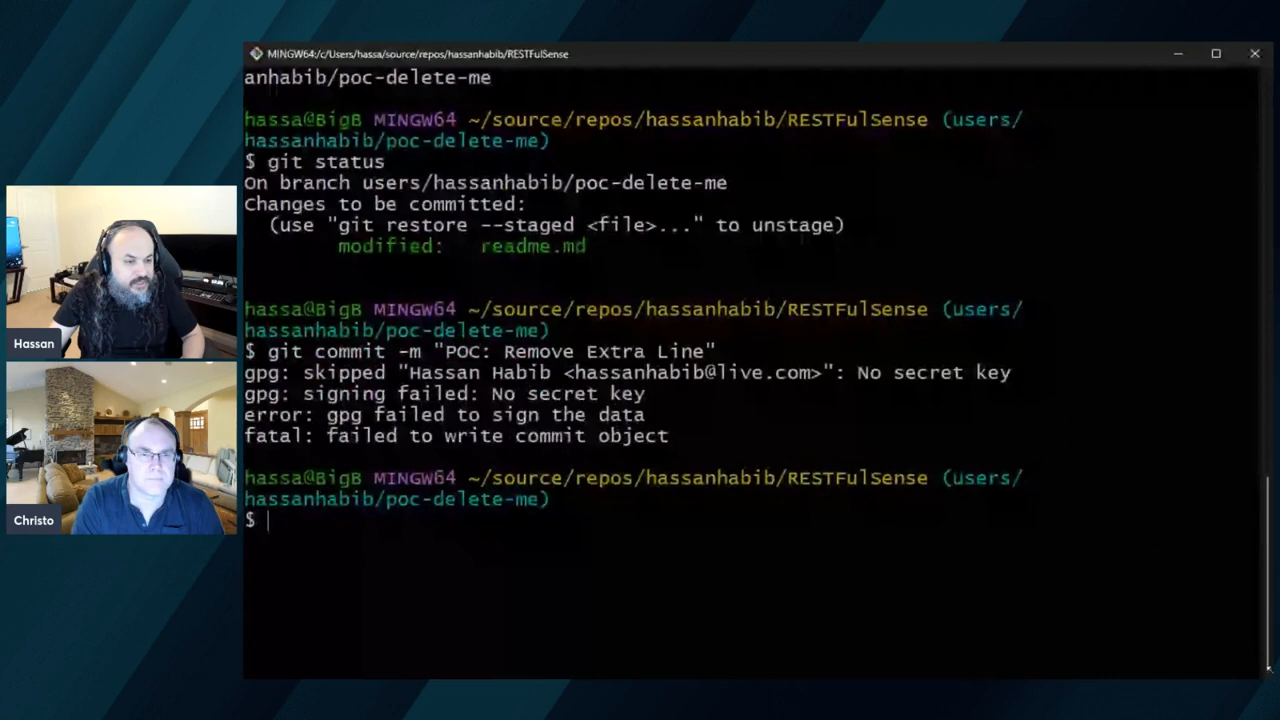 MINGW64:/c/Users/hassa/source/repos/hassanhabib/RESTFulSense
anhabib/poc-delete-me
hassa@BigB MINGW64 ~/source/repos/hassanhabib/RESTFulSense (users/
hassanhabib/poc-delete-me)
$ git status
On branch users/hassanhabib/poc-delete-me
Changes to be committed:
(use "git restore --staged <file>..." to unstage)
modified: readme.md
hassa@BigB MINGW64 ~/source/repos/hassanhabib/RESTFulSense (users/
hassanhabib/poc-delete-me)
$ git commit -m "POC: Remove Extra Line"
gpg: skipped "Hassan Habib <hassanhabib@live.com>": No secret key
gpg: signing failed: No secret key
error: gpg failed to sign the data
fatal: failed to write commit object
hassa@BigB MINGW64 ~/source/repos/hassanhabib/RESTFulSense (users/
hassanhabib/poc-delete-me)
$
Hassan
Christo